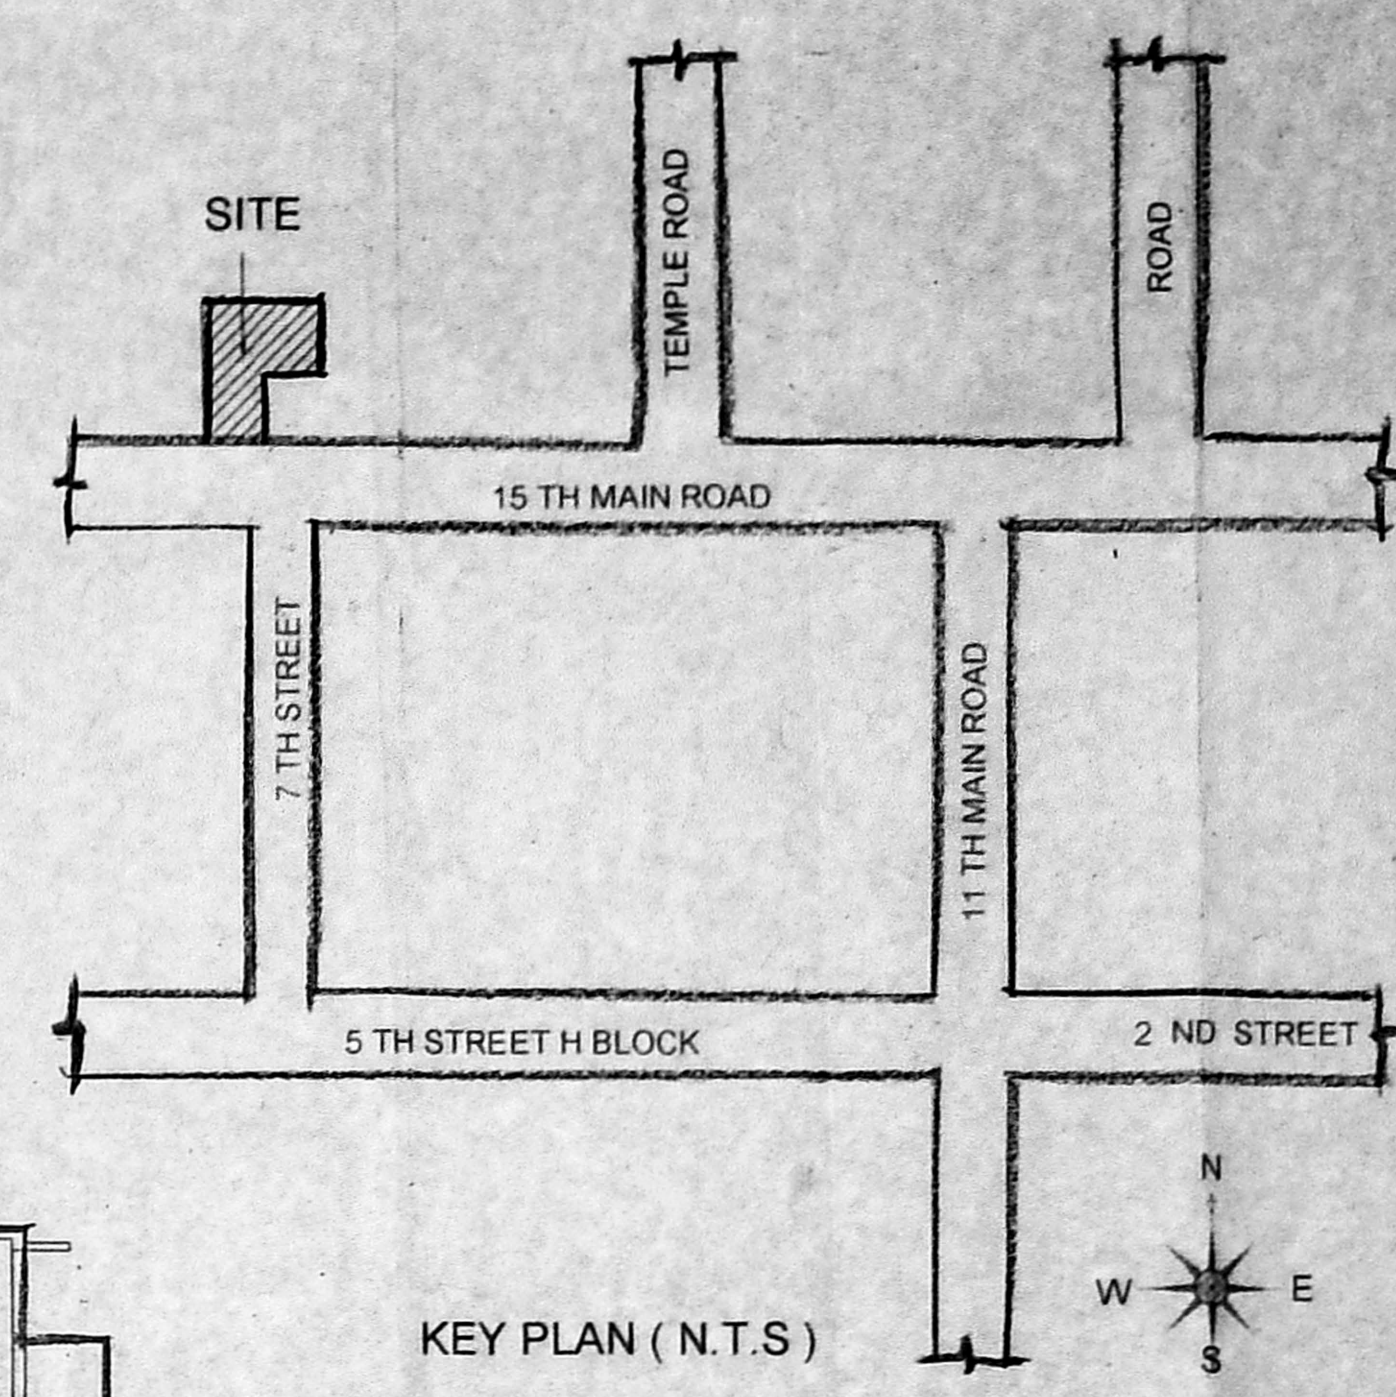 SITE
TEMPLE ROAD
ROAD
15 TH MAIN ROAD
7 TH STREET
11 TH MAIN ROAD
5 TH STREET H BLOCK
2 ND STREET
N
W
E
S
KEY PLAN ( N.T.S )